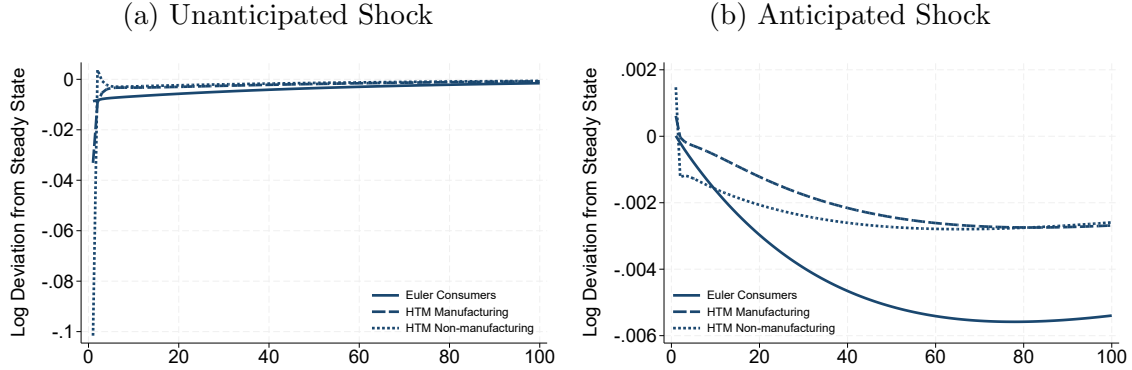 (a) Unanticipated Shock
(b) Anticipated Shock
Log Deviation from Steady State
0
-.02
-.04
-.06
-.08
-.1
0 20 40 60 80 100
Euler Consumers
HTM Manufacturing
HTM Non-manufacturing
Log Deviation from Steady State
.002
0
-.002
-.004
-.006
0 20 40 60 80 100
Euler Consumers
HTM Manufacturing
HTM Non-manufacturing